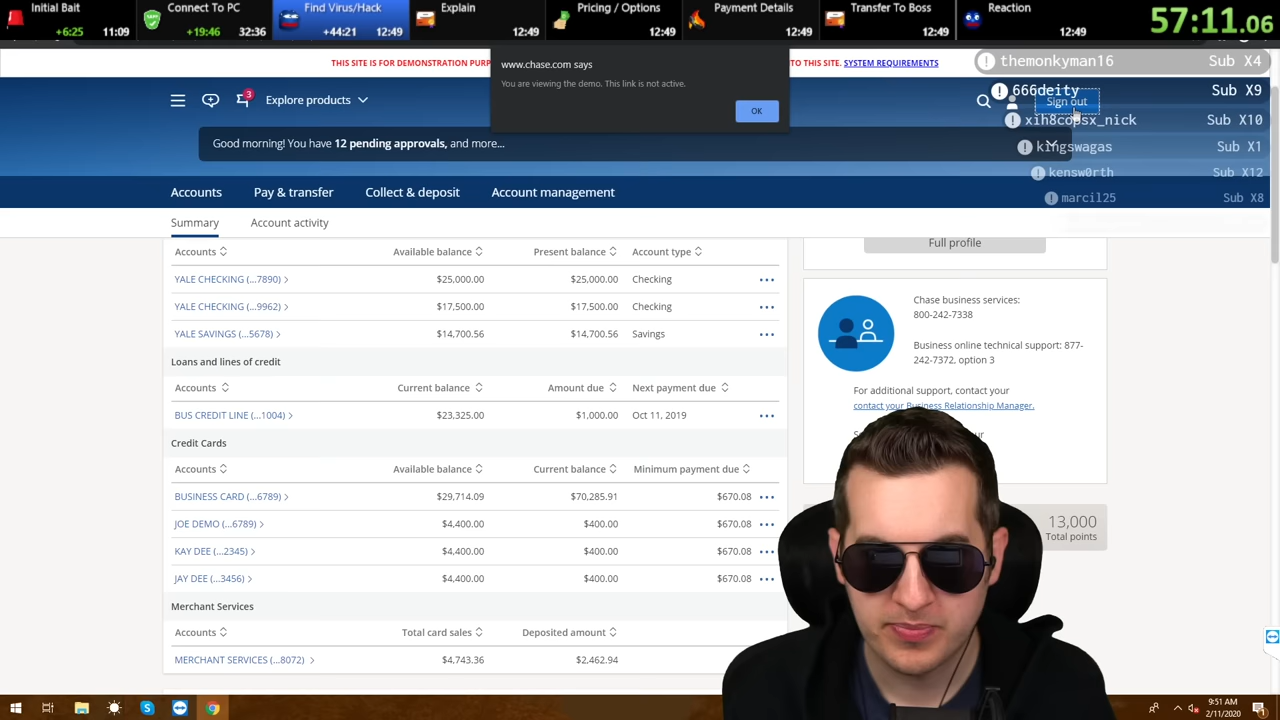 Initial Bait
+6:25 11:09
Connect To PC
+19:46 32:36
Find Virus/Hack
+44:21 12:49
Explain
12:49
Pricing / Options
12:49
Payment Details
12:49
Transfer To Boss
12:49
Reaction
12:49
57:11.06
THIS SITE IS FOR DEMONSTRATION PURP
TO THIS SITE. SYSTEM REQUIREMENTS
www.chase.com says
You are viewing the demo. This link is not active.
OK
themonkyman16 Sub X4
666deity Sub X9
xih8copsx_nick Sub X10
kingswagas Sub X1
kensw0rth Sub X12
marcil25 Sub X8
3
Explore products
Sign out
Good morning! You have 12 pending approvals, and more...
Accounts Pay & transfer Collect & deposit Account management
Summary Account activity
Accounts Available balance Present balance Account type
YALE CHECKING (...7890) $25,000.00 $25,000.00 Checking
YALE CHECKING (...9962) $17,500.00 $17,500.00 Checking
YALE SAVINGS (...5678) $14,700.56 $14,700.56 Savings
Loans and lines of credit
Accounts Current balance Amount due Next payment due
BUS CREDIT LINE (...1004) $23,325.00 $1,000.00 Oct 11, 2019
Credit Cards
Accounts Available balance Current balance Minimum payment due
BUSINESS CARD (...6789) $29,714.09 $70,285.91 $670.08
JOE DEMO (...6789) $4,400.00 $400.00 $670.08
KAY DEE (...2345) $4,400.00 $400.00 $670.08
JAY DEE (...3456) $4,400.00 $400.00 $670.08
Merchant Services
Accounts Total card sales Deposited amount
MERCHANT SERVICES (...8072) $4,743.36 $2,462.94
Full profile
Chase business services:
800-242-7338
Business online technical support: 877-
242-7372, option 3
For additional support, contact your
contact your Business Relationship Manager.
13,000
Total points
9:51 AM
2/11/2020
1